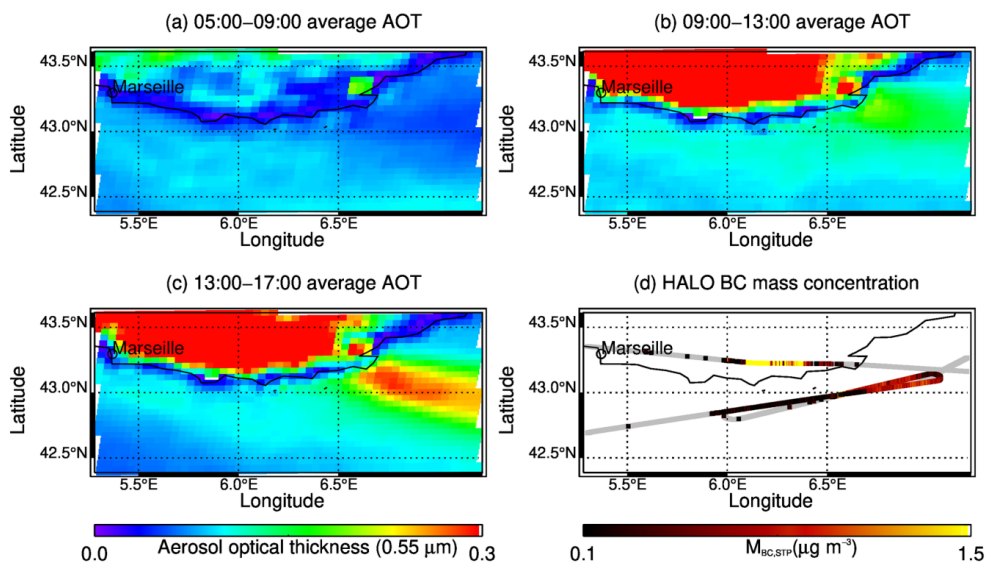 (a) 05:00–09:00 average AOT
(b) 09:00–13:00 average AOT
43.5°N
43.0°N
42.5°N
Latitude
Marseille
5.5°E 6.0°E 6.5°E
Longitude
43.5°N
43.0°N
42.5°N
Latitude
Marseille
5.5°E 6.0°E 6.5°E
Longitude
(c) 13:00–17:00 average AOT
(d) HALO BC mass concentration
43.5°N
43.0°N
42.5°N
Latitude
Marseille
5.5°E 6.0°E 6.5°E
Longitude
43.5°N
43.0°N
42.5°N
Latitude
Marseille
5.5°E 6.0°E 6.5°E
Longitude
0.0 Aerosol optical thickness (0.55 μm) 0.3
0.1 M_BC,STP (μg m⁻³) 1.5